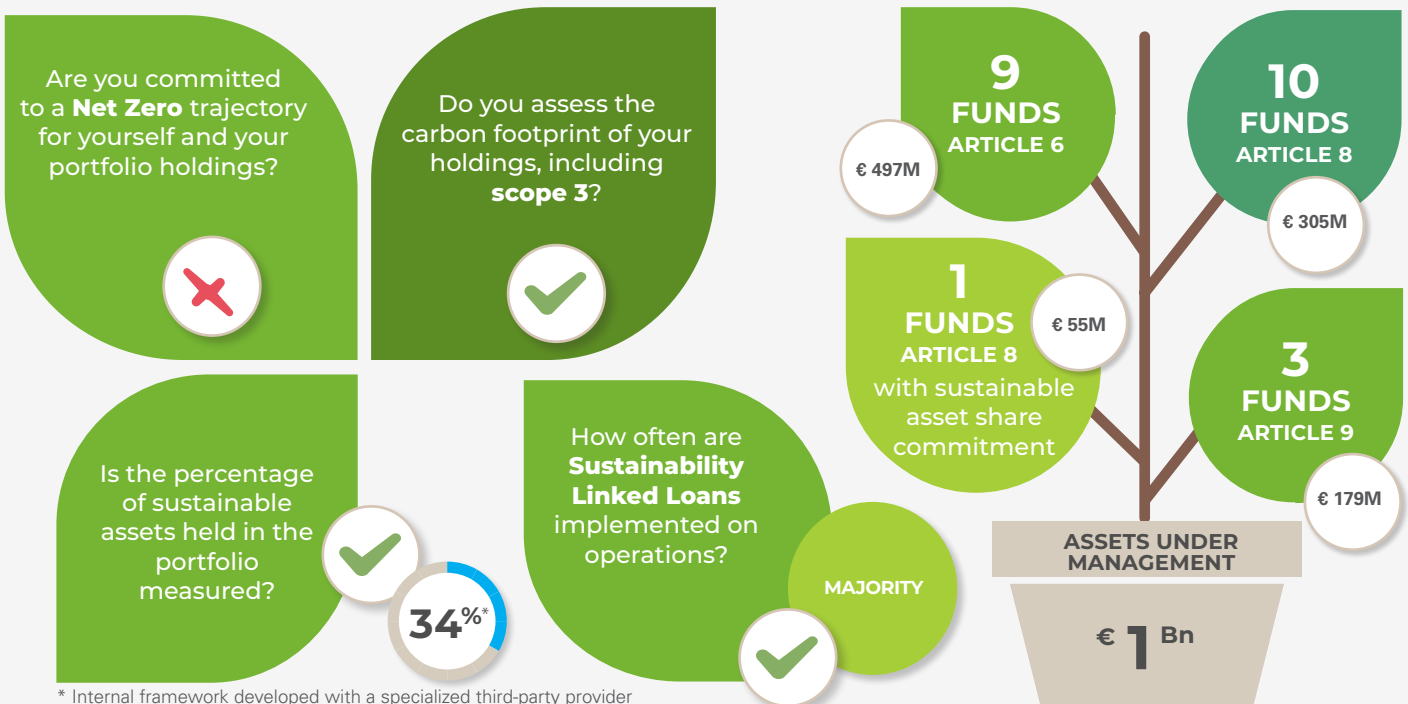 Are you committed
to a Net Zero trajectory
for yourself and your
portfolio holdings?
Do you assess the
carbon footprint of your
holdings, including
scope 3?
Is the percentage
of sustainable
assets held in the
portfolio
measured?
34%*
How often are
Sustainability
Linked Loans
implemented on
operations?
MAJORITY
* Internal framework developed with a specialized third-party provider
9
FUNDS
ARTICLE 6
€ 497M
10
FUNDS
ARTICLE 8
€ 305M
1
FUNDS
ARTICLE 8
with sustainable
asset share
commitment
€ 55M
3
FUNDS
ARTICLE 9
€ 179M
ASSETS UNDER
MANAGEMENT
€ 1 Bn